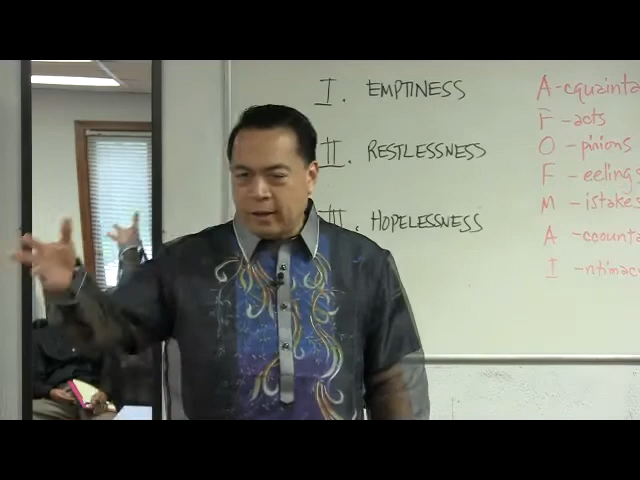 I. EMPTINESS
II. RESTLESSNESS
III. HOPELESSNESS
A-cquainta
F-acts
O-pinions
F-eelings
M-istakes
A-ccounta
I-ntimac